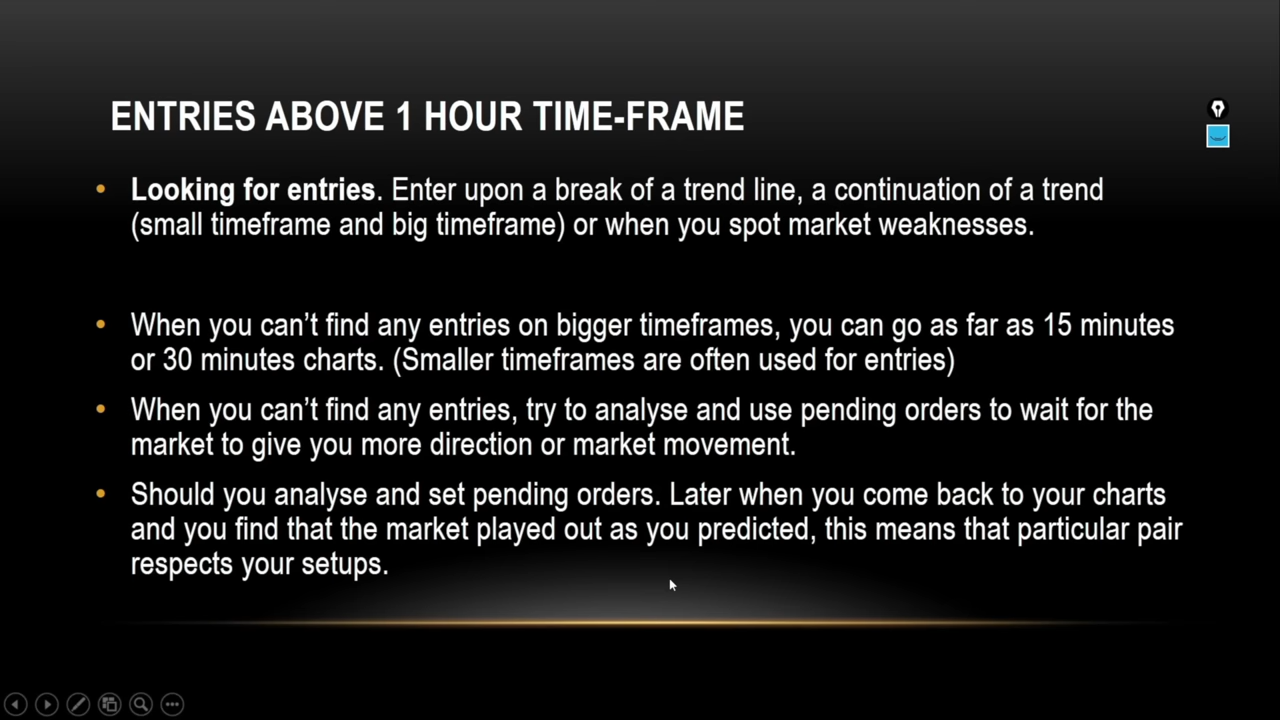 ENTRIES ABOVE 1 HOUR TIME-FRAME
• Looking for entries. Enter upon a break of a trend line, a continuation of a trend
(small timeframe and big timeframe) or when you spot market weaknesses.
• When you can't find any entries on bigger timeframes, you can go as far as 15 minutes
or 30 minutes charts. (Smaller timeframes are often used for entries)
• When you can't find any entries, try to analyse and use pending orders to wait for the
market to give you more direction or market movement.
• Should you analyse and set pending orders. Later when you come back to your charts
and you find that the market played out as you predicted, this means that particular pair
respects your setups.